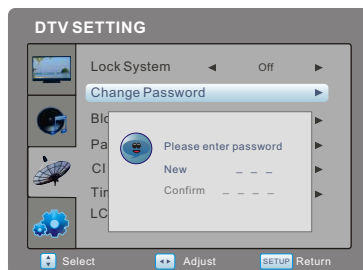 DTV SETTING
Lock System Off
Change Password
Blo
Pa
Please enter password
CI
New _ _ _
Tin
Confirm _ _ _ _
LC
Select Adjust SETUP Return